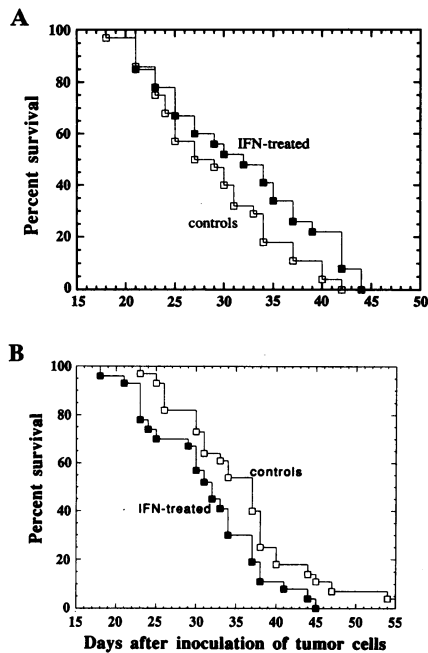 A
Percent survival
100
80
60
40
20
0
IFN-treated
controls
15 20 25 30 35 40 45 50
B
Percent survival
100
80
60
40
20
0
controls
IFN-treated
15 20 25 30 35 40 45 50 55
Days after inoculation of tumor cells